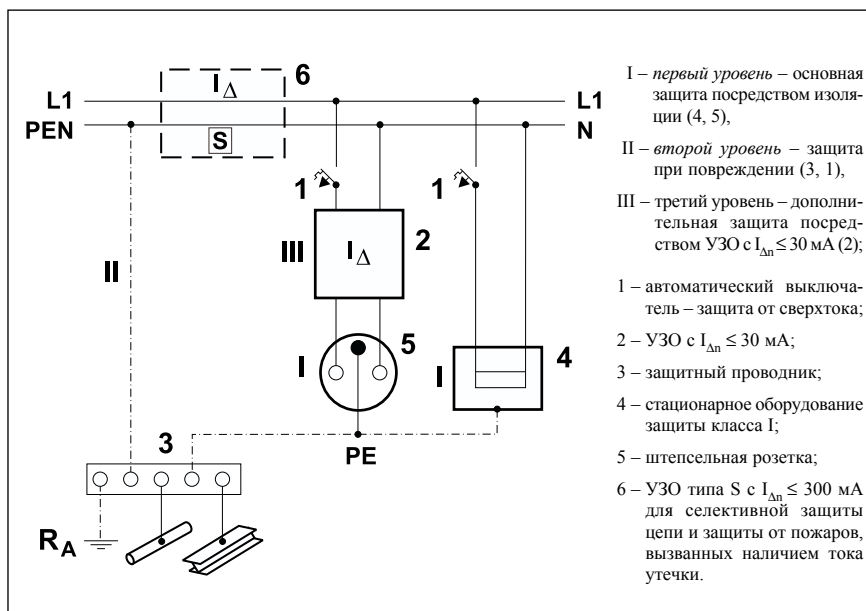 I Δ
6
L1
L1
PEN
N
S
1
1
III
I Δ
2
II
I
5
I
4
3
PE
R A
I – первый уровень – основная
защита посредством изоля-
ции (4, 5),
II – второй уровень – защита
при повреждении (3, 1),
III – третий уровень – дополни-
тельная защита посред-
ством УЗО с IΔn ≤ 30 мА (2);
1 – автоматический выключа-
тель – защита от сверхтока;
2 – УЗО с IΔn ≤ 30 мА;
3 – защитный проводник;
4 – стационарное оборудование
защиты класса I;
5 – штепсельная розетка;
6 – УЗО типа S с IΔn ≤ 300 мА
для селективной защиты
цепи и защиты от пожаров,
вызванных наличием тока
утечки.